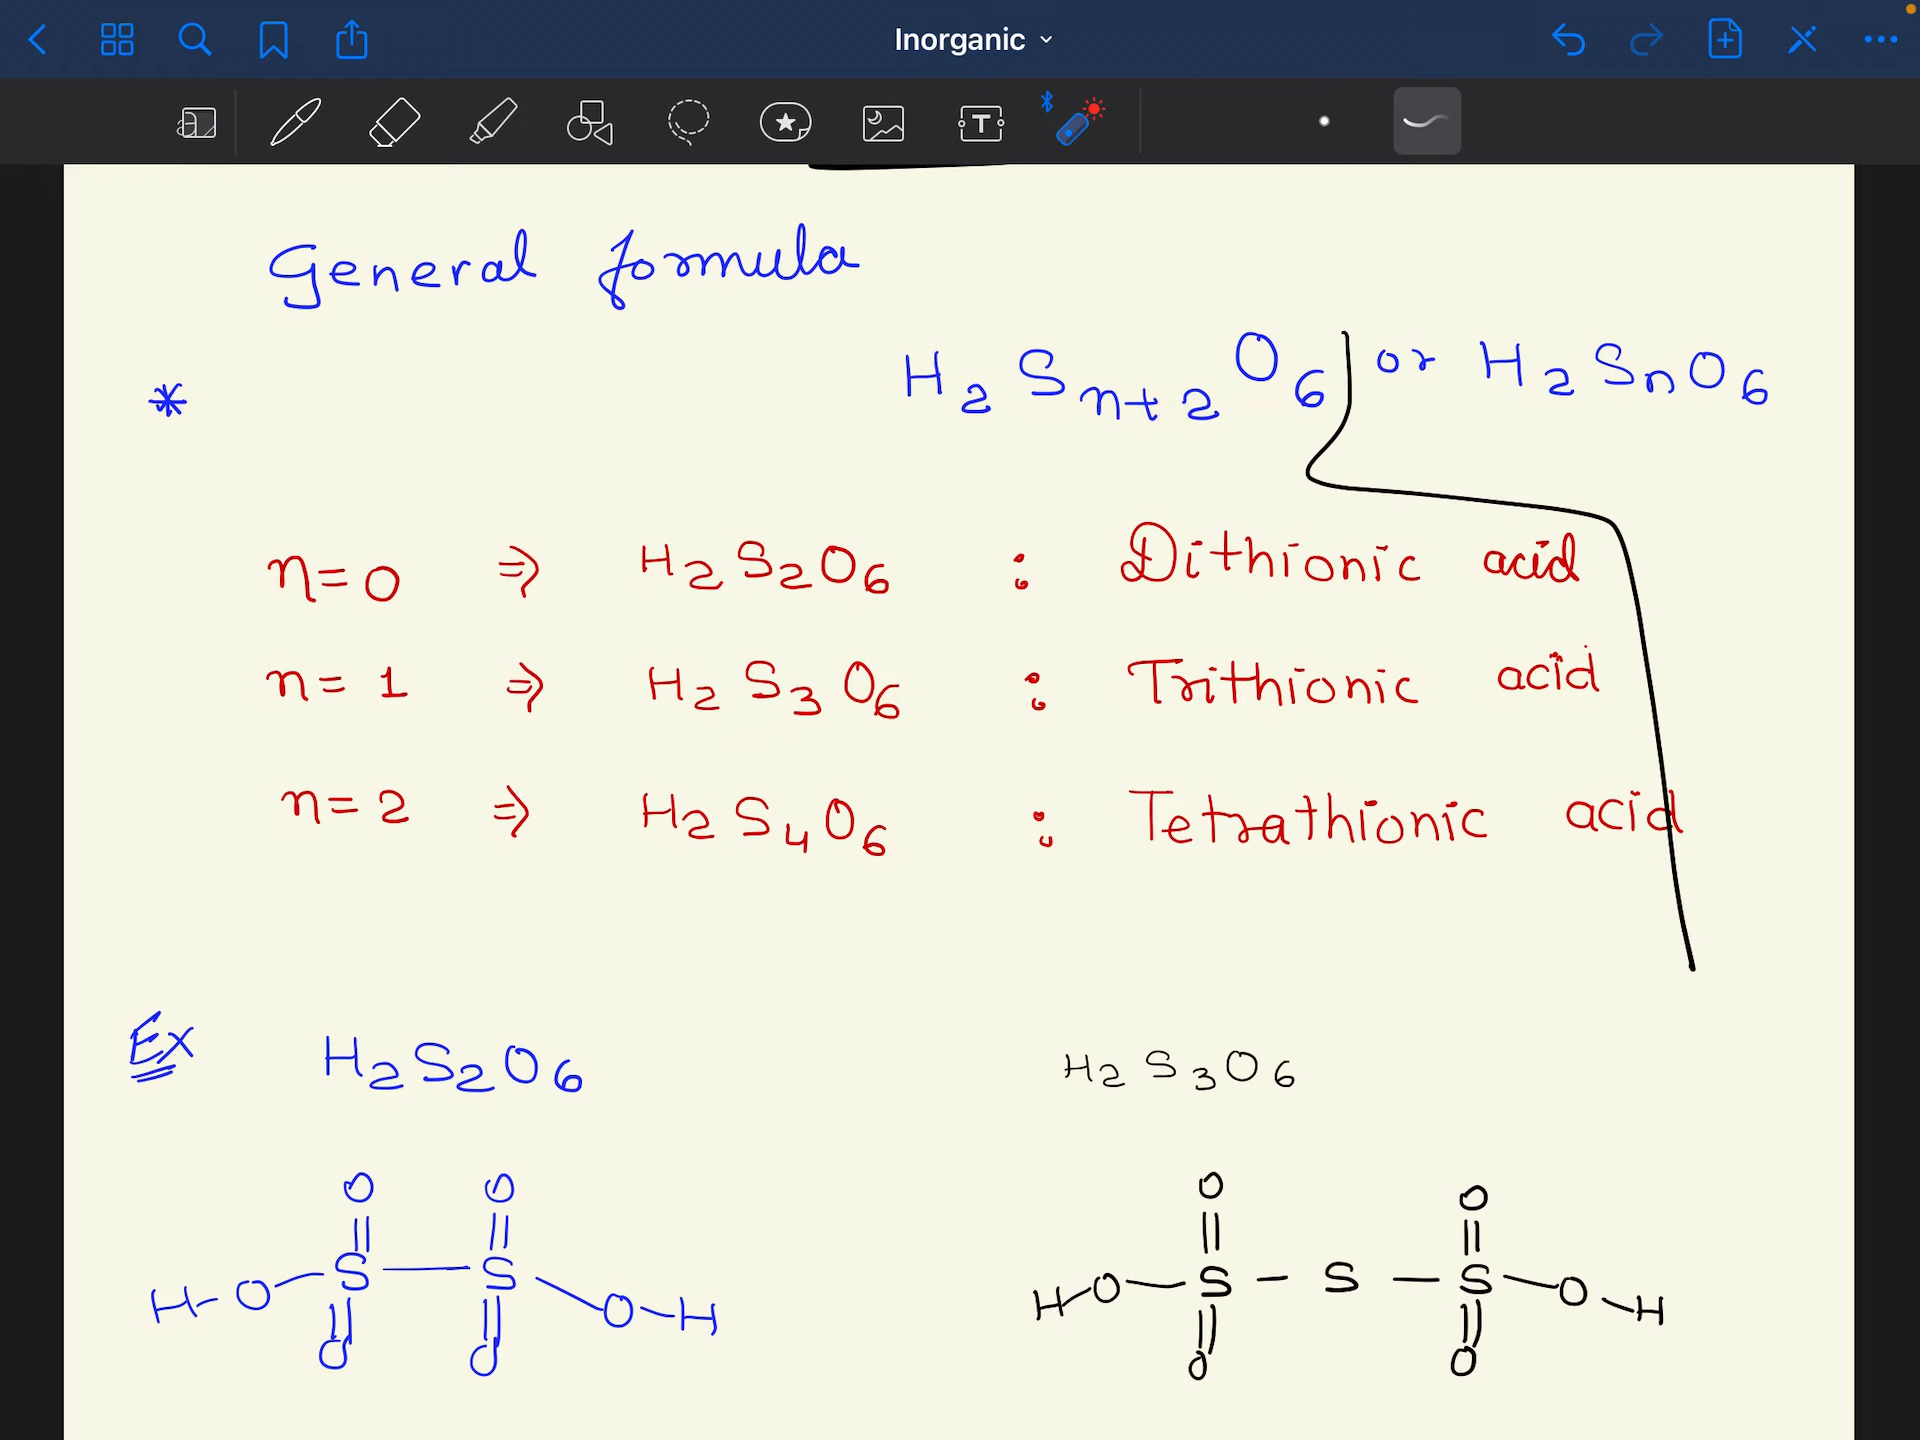 Inorganic
T
General formula
* H₂Sₙ₊₂O₆ or H₂SₙO₆
n=0 ⇒ H₂S₂O₆ : Dithionic acid
n=1 ⇒ H₂S₃O₆ : Trithionic acid
n=2 ⇒ H₂S₄O₆ : Tetrathionic acid
Ex H₂S₂O₆ H₂S₃O₆
O O O O
H-O-S-S-O-H H-O-S-S-S-O-H
O O O O